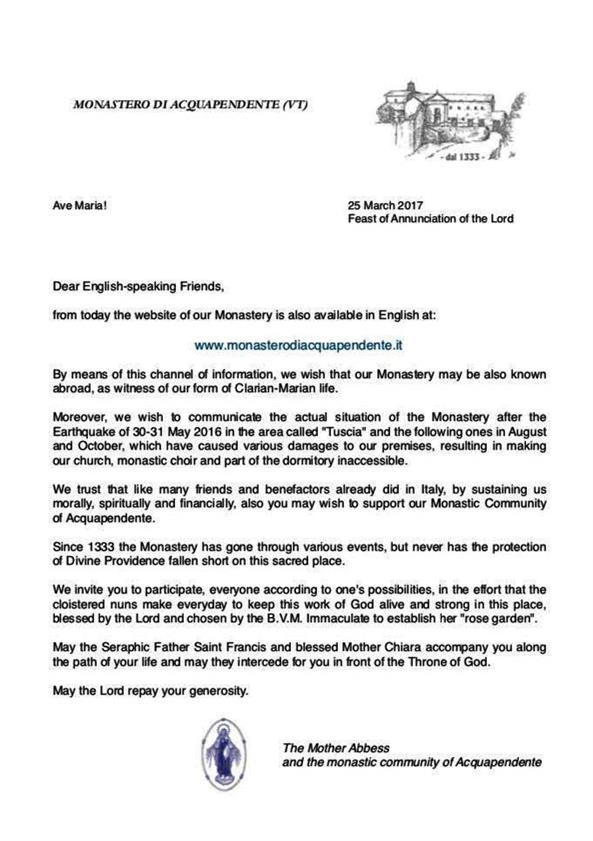 MONASTERO DI ACQUAPENDENTE (VT)
- dal 1333 -
Ave Maria!
25 March 2017
Feast of Annunciation of the Lord
Dear English-speaking Friends,
from today the website of our Monastery is also available in English at:
www.monasterodiacquapendente.it
By means of this channel of information, we wish that our Monastery may be also known
abroad, as witness of our form of Clarian-Marian life.
Moreover, we wish to communicate the actual situation of the Monastery after the
Earthquake of 30-31 May 2016 in the area called "Tuscia" and the following ones in August
and October, which have caused various damages to our premises, resulting in making
our church, monastic choir and part of the dormitory inaccessible.
We trust that like many friends and benefactors already did in Italy, by sustaining us
morally, spiritually and financially, also you may wish to support our Monastic Community
of Acquapendente.
Since 1333 the Monastery has gone through various events, but never has the protection
of Divine Providence fallen short on this sacred place.
We invite you to participate, everyone according to one's possibilities, in the effort that the
cloistered nuns make everyday to keep this work of God alive and strong in this place,
blessed by the Lord and chosen by the B.V.M. Immaculate to establish her "rose garden".
May the Seraphic Father Saint Francis and blessed Mother Chiara accompany you along
the path of your life and may they intercede for you in front of the Throne of God.
May the Lord repay your generosity.
The Mother Abbess
and the monastic community of Acquapendente